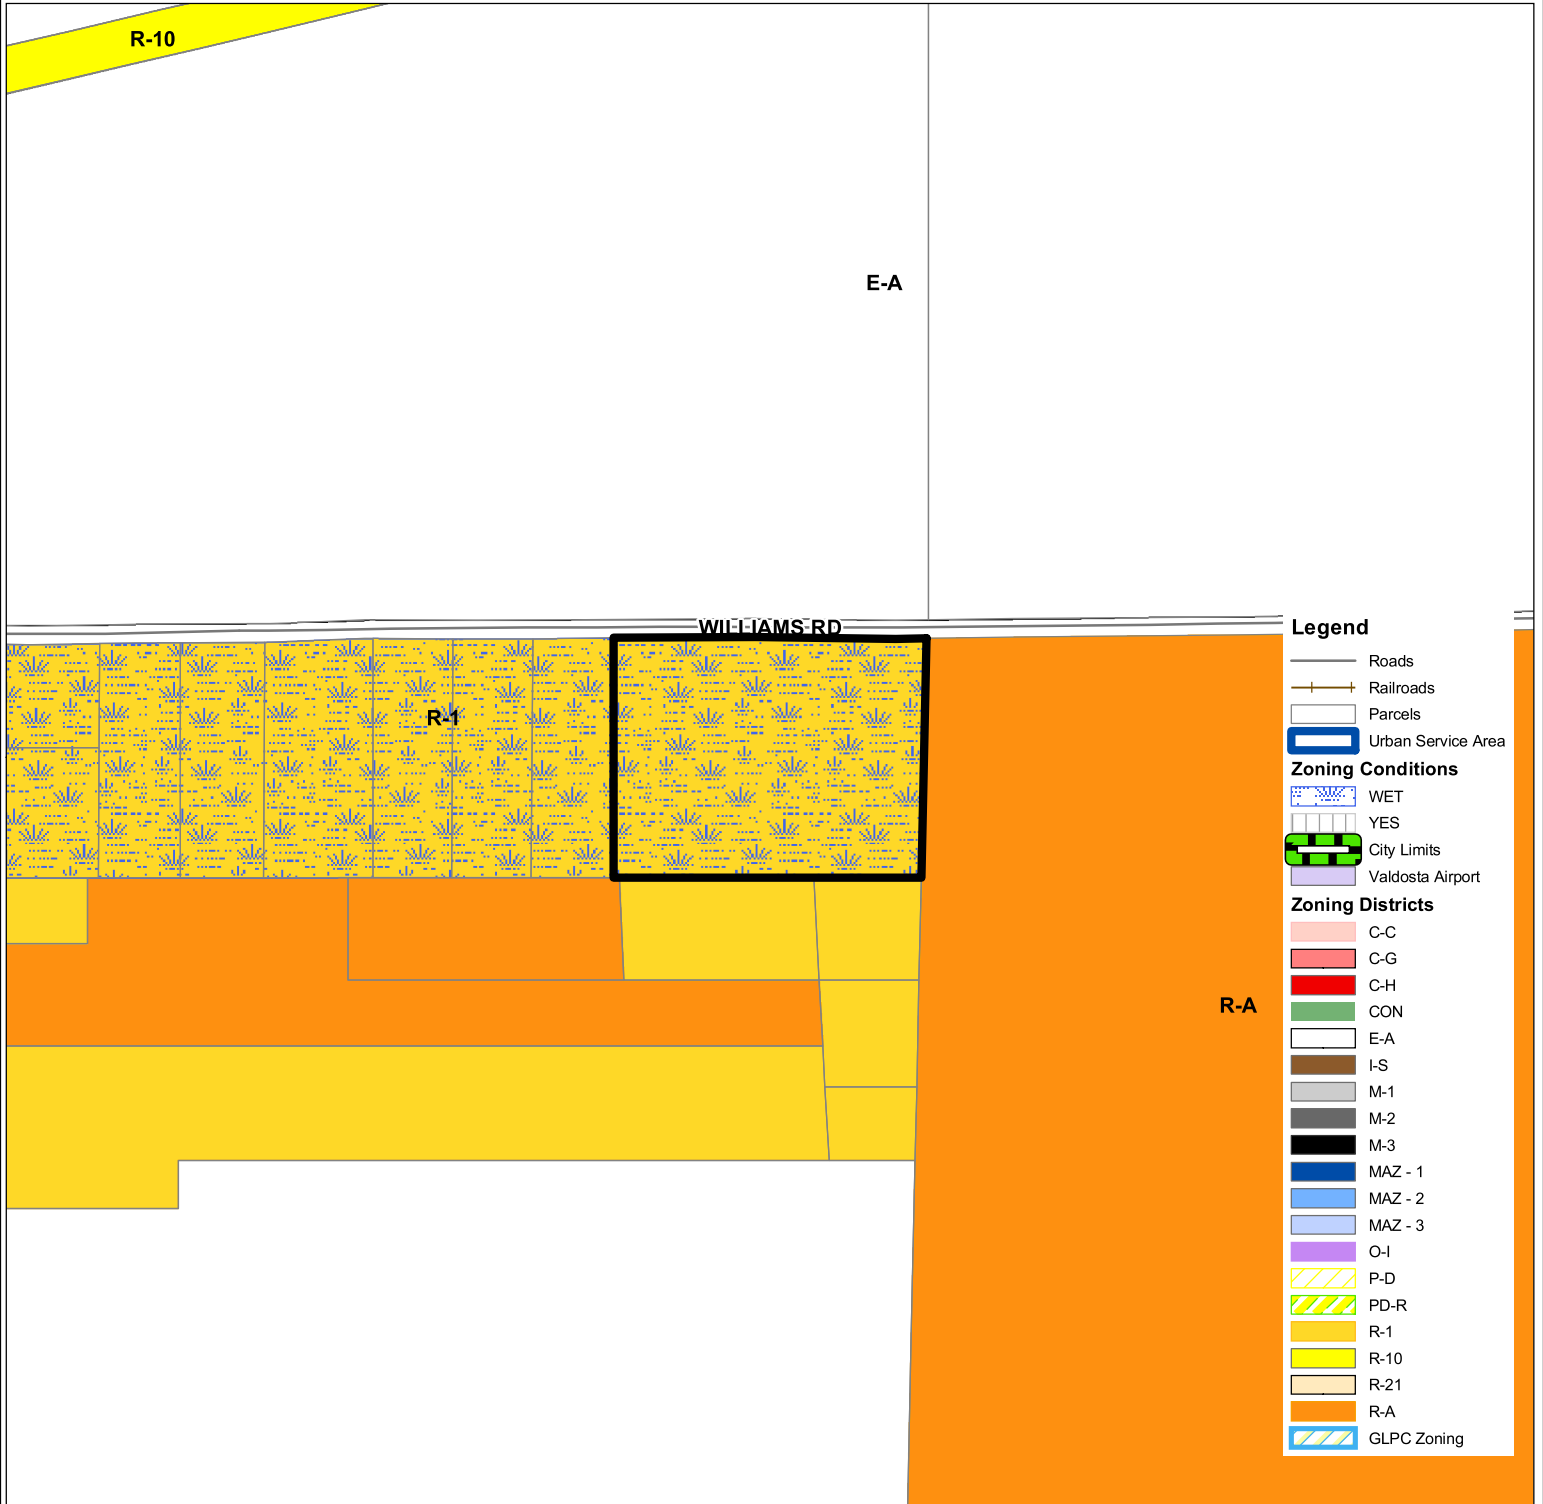 R-10
E-A
WILLIAMS RD
R-1
R-A
Legend
Roads
Railroads
Parcels
Urban Service Area
Zoning Conditions
WET
YES
City Limits
Valdosta Airport
Zoning Districts
C-C
C-G
C-H
CON
E-A
I-S
M-1
M-2
M-3
MAZ - 1
MAZ - 2
MAZ - 3
O-I
P-D
PD-R
R-1
R-10
R-21
R-A
GLPC Zoning